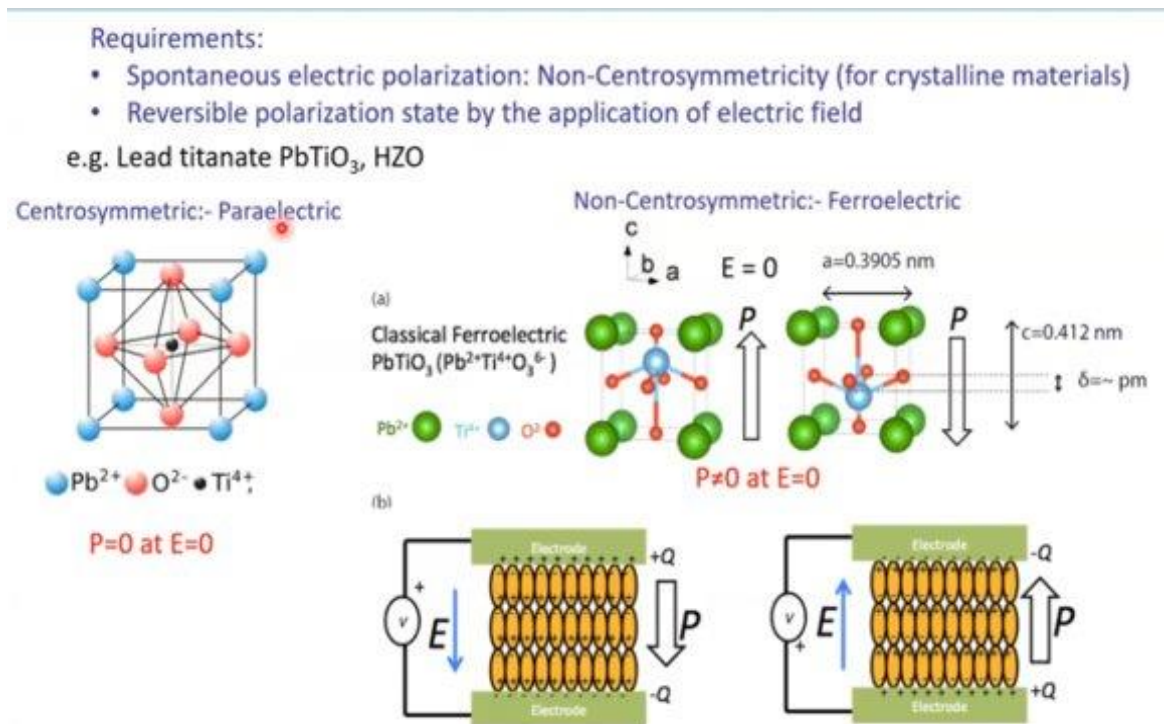 Requirements:
• Spontaneous electric polarization: Non-Centrosymmetricity (for crystalline materials)
• Reversible polarization state by the application of electric field
e.g. Lead titanate PbTiO₃, HZO
Centrosymmetric:- Paraelectric
Pb²⁺ O²⁻ Ti⁴⁺;
P=0 at E=0
Non-Centrosymmetric:- Ferroelectric
c
b a
E = 0
a=0.3905 nm
(a)
Classical Ferroelectric
PbTiO₃ (Pb²⁺Ti⁴⁺O₃⁶⁻)
Pb²⁺ Ti⁴⁺ O²⁻
P
P
c=0.412 nm
δ=~ pm
P≠0 at E=0
(b)
Electrode
+Q
+
v
E
P
-Q
Electrode
Electrode
-Q
v
+
E
P
+Q
Electrode